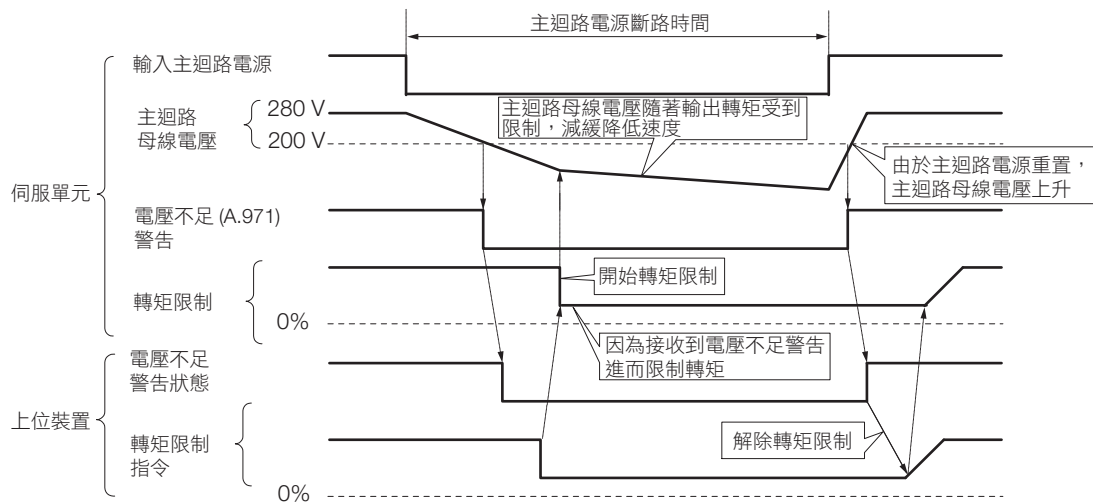 主迴路電源斷路時間
輸入主迴路電源
主迴路
母線電壓
280 V
200 V
主迴路母線電壓隨著輸出轉矩受到
限制，減緩降低速度
由於主迴路電源重置，
主迴路母線電壓上升
伺服單元
電壓不足 (A.971)
警告
開始轉矩限制
轉矩限制
0%
因為接收到電壓不足警告
進而限制轉矩
電壓不足
警告狀態
上位裝置
解除轉矩限制
轉矩限制
指令
0%